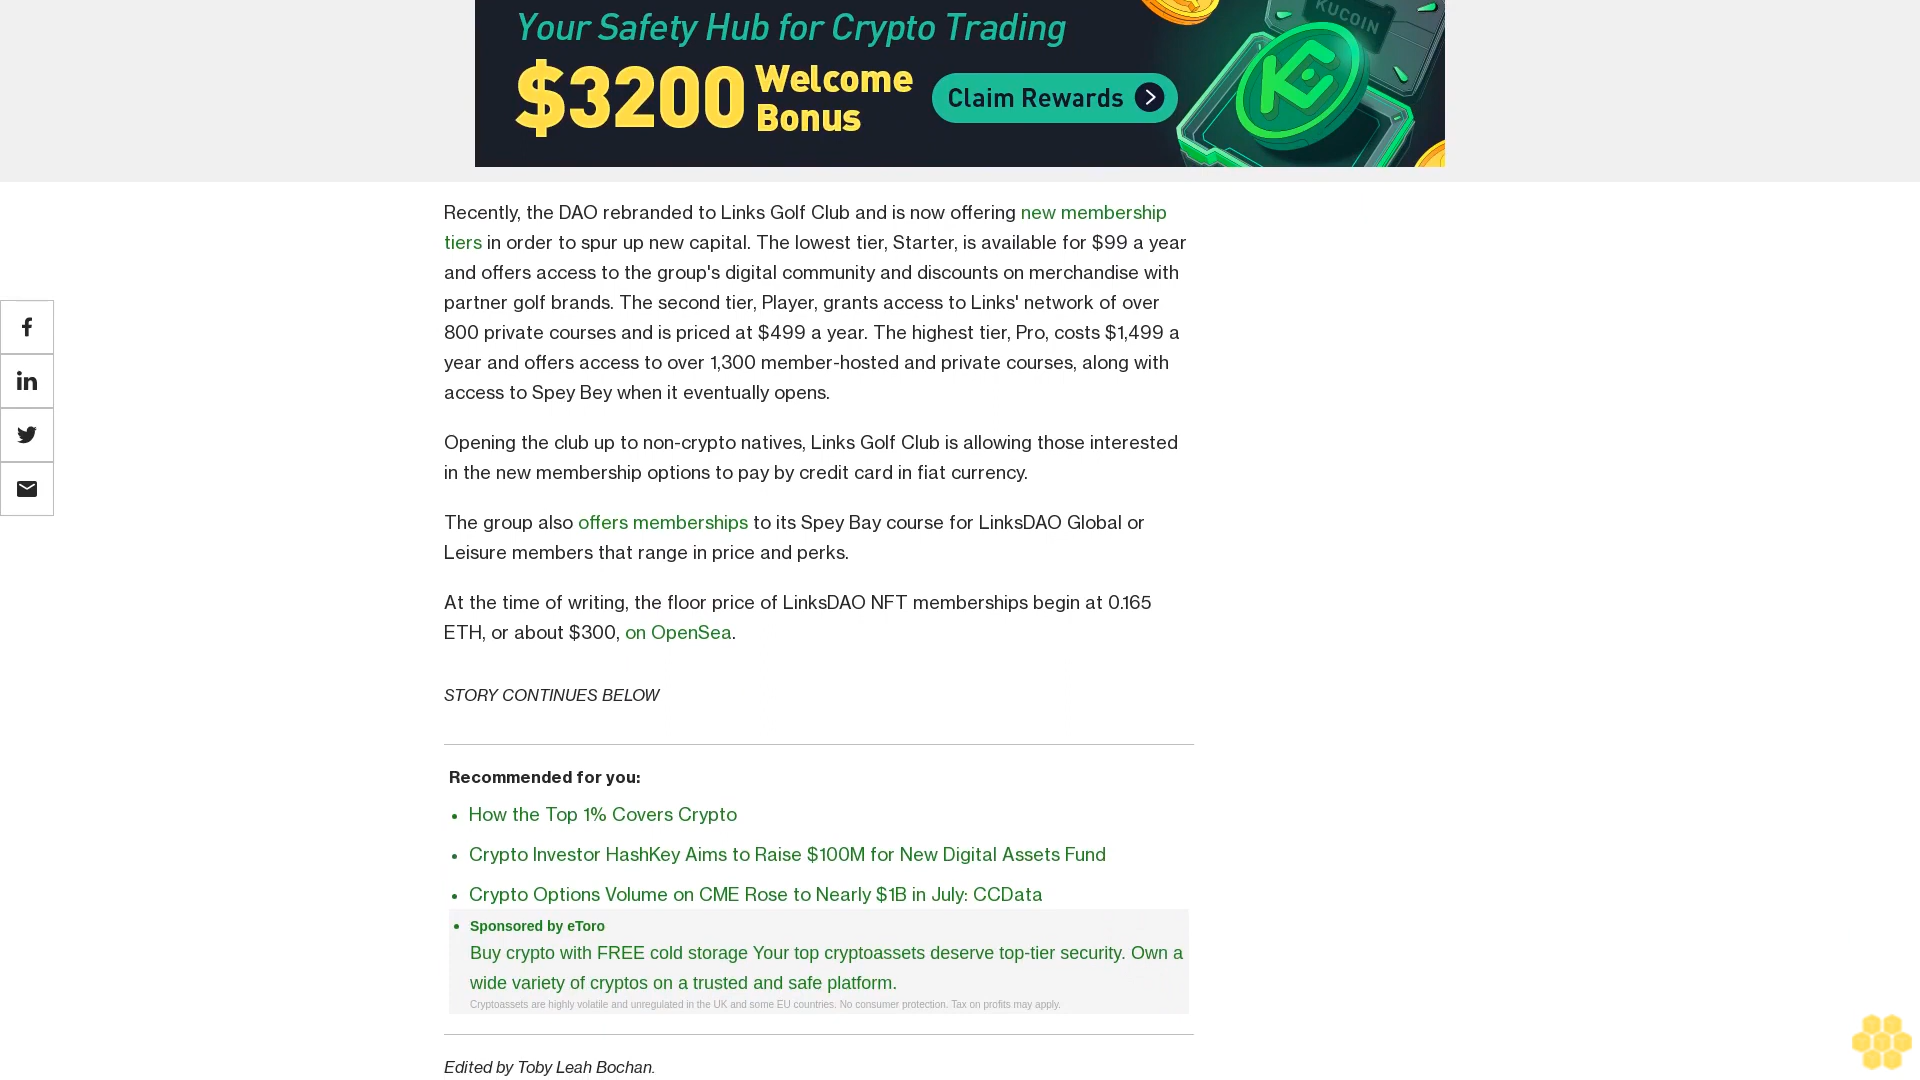 Your Safety Hub for Crypto Trading
$3200 Welcome Bonus
Claim Rewards
KUCOIN
Recently, the DAO rebranded to Links Golf Club and is now offering new membership
tiers in order to spur up new capital. The lowest tier, Starter, is available for $99 a year
and offers access to the group's digital community and discounts on merchandise with
partner golf brands. The second tier, Player, grants access to Links' network of over
800 private courses and is priced at $499 a year. The highest tier, Pro, costs $1,499 a
year and offers access to over 1,300 member-hosted and private courses, along with
access to Spey Bey when it eventually opens.
Opening the club up to non-crypto natives, Links Golf Club is allowing those interested
in the new membership options to pay by credit card in fiat currency.
The group also offers memberships to its Spey Bay course for LinksDAO Global or
Leisure members that range in price and perks.
At the time of writing, the floor price of LinksDAO NFT memberships begin at 0.165
ETH, or about $300, on OpenSea.
STORY CONTINUES BELOW
Recommended for you:
• How the Top 1% Covers Crypto
• Crypto Investor HashKey Aims to Raise $100M for New Digital Assets Fund
• Crypto Options Volume on CME Rose to Nearly $1B in July: CCData
• Sponsored by eToro
Buy crypto with FREE cold storage Your top cryptoassets deserve top-tier security. Own a
wide variety of cryptos on a trusted and safe platform.
Cryptoassets are highly volatile and unregulated in the UK and some EU countries. No consumer protection. Tax on profits may apply.
Edited by Toby Leah Bochan.